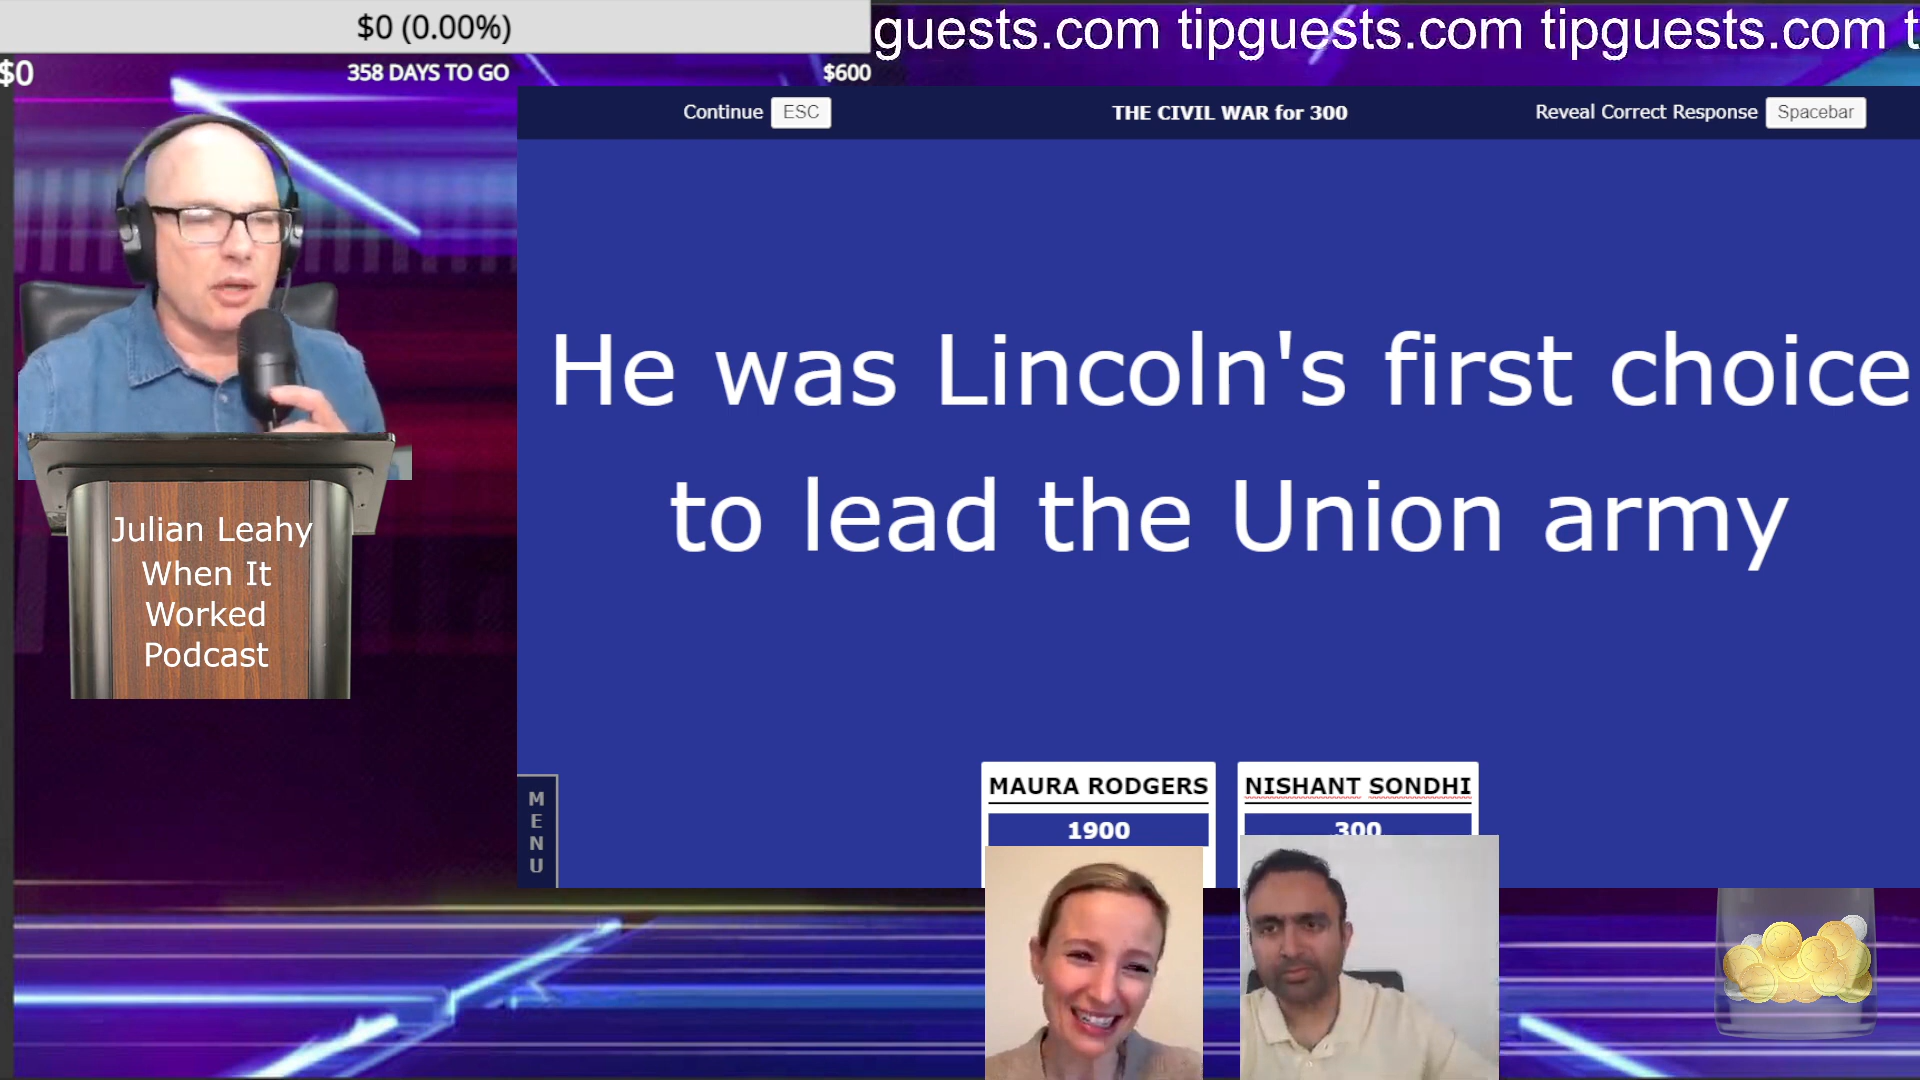 $0 (0.00%)
guests.com tipguests.com tipguests.com t
$0 358 DAYS TO GO $600
Continue ESC THE CIVIL WAR for 300 Reveal Correct Response Spacebar
He was Lincoln's first choice
to lead the Union army
Julian Leahy
When It
Worked
Podcast
MENU
MAURA RODGERS
1900
NISHANT SONDHI
300